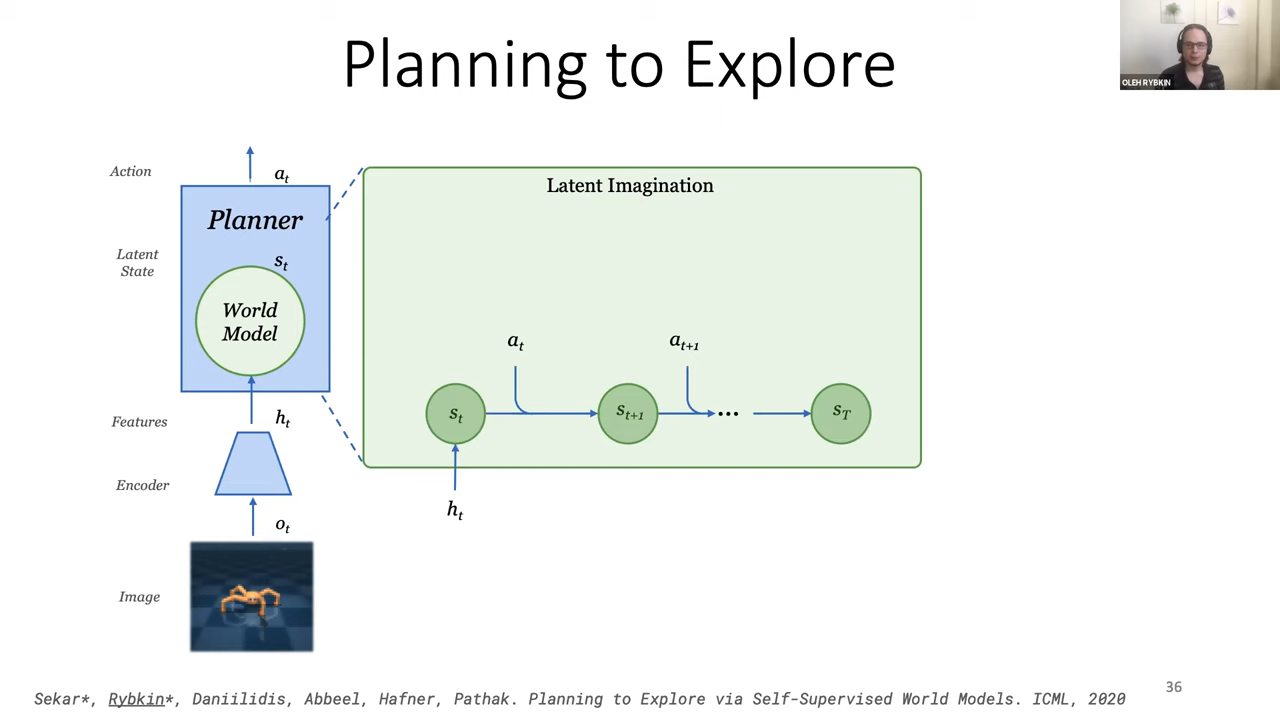 Planning to Explore
OLEH RYBKIN
Action
a_t
Planner
Latent
State
s_t
World
Model
Features
h_t
Encoder
o_t
Image
Latent Imagination
a_t
a_t+1
s_t
s_t+1
...
s_T
h_t
Sekar*, Rybkin*, Daniilidis, Abbeel, Hafner, Pathak. Planning to Explore via Self-Supervised World Models. ICML, 2020
36